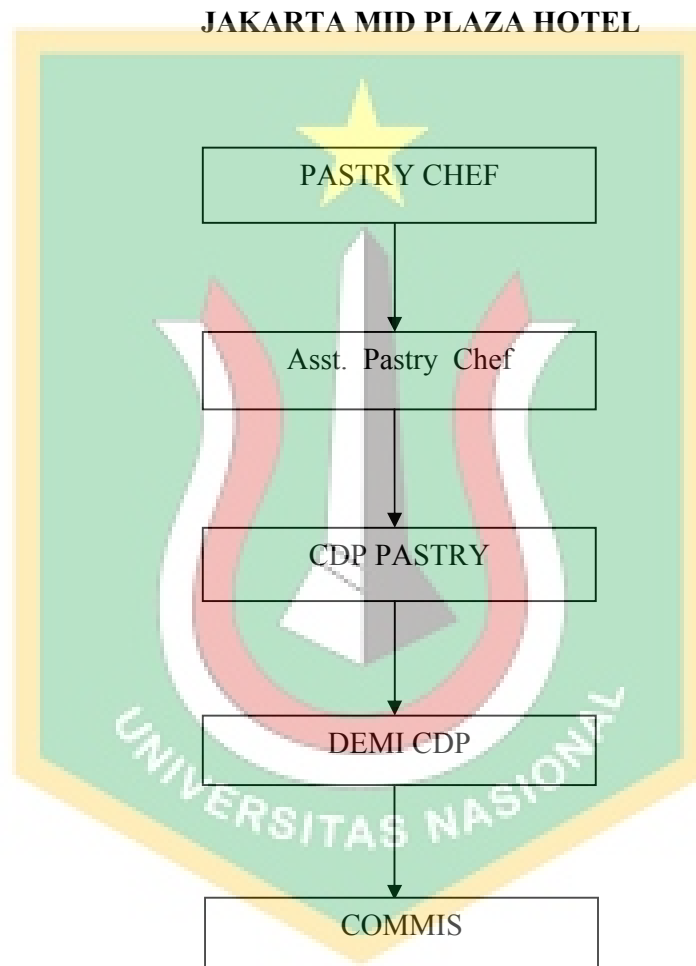 JAKARTA MID PLAZA HOTEL
PASTRY CHEF
Asst. Pastry Chef
CDP PASTRY
DEMI CDP
UNIVERSITAS NASIONAL
COMMIS